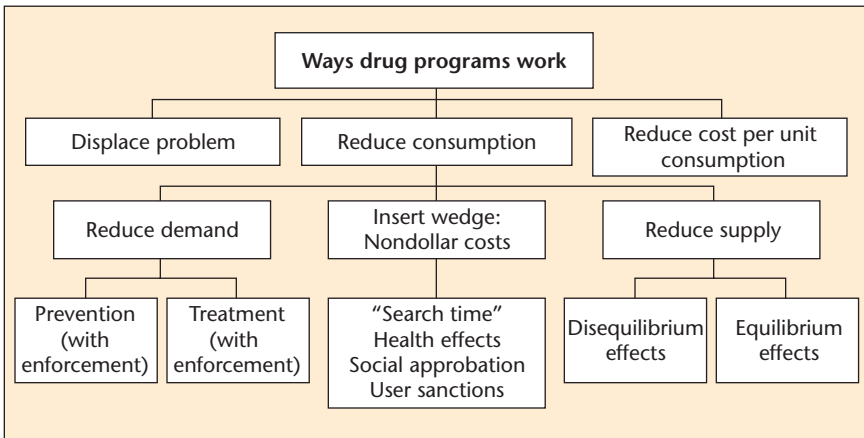 Ways drug programs work
Displace problem
Reduce consumption
Reduce cost per unit
consumption
Reduce demand
Insert wedge:
Nondollar costs
Reduce supply
Prevention
(with
enforcement)
Treatment
(with
enforcement)
“Search time”
Health effects
Social approbation
User sanctions
Disequilibrium
effects
Equilibrium
effects